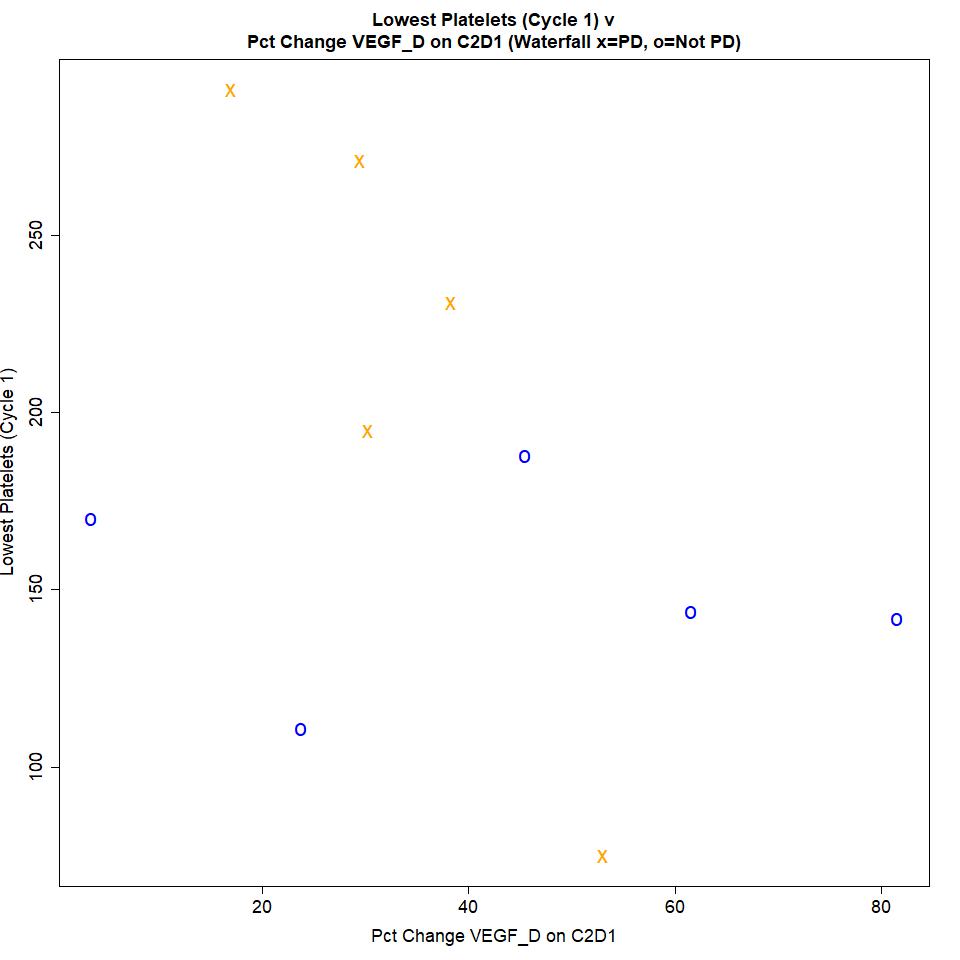 Lowest Platelets (Cycle 1) v
Pct Change VEGF_D on C2D1 (Waterfall x=PD, o=Not PD)
Lowest Platelets (Cycle 1)
250
200
150
100
X
X
X
X
O
O
O
O
O
X
20 40 60 80
Pct Change VEGF_D on C2D1